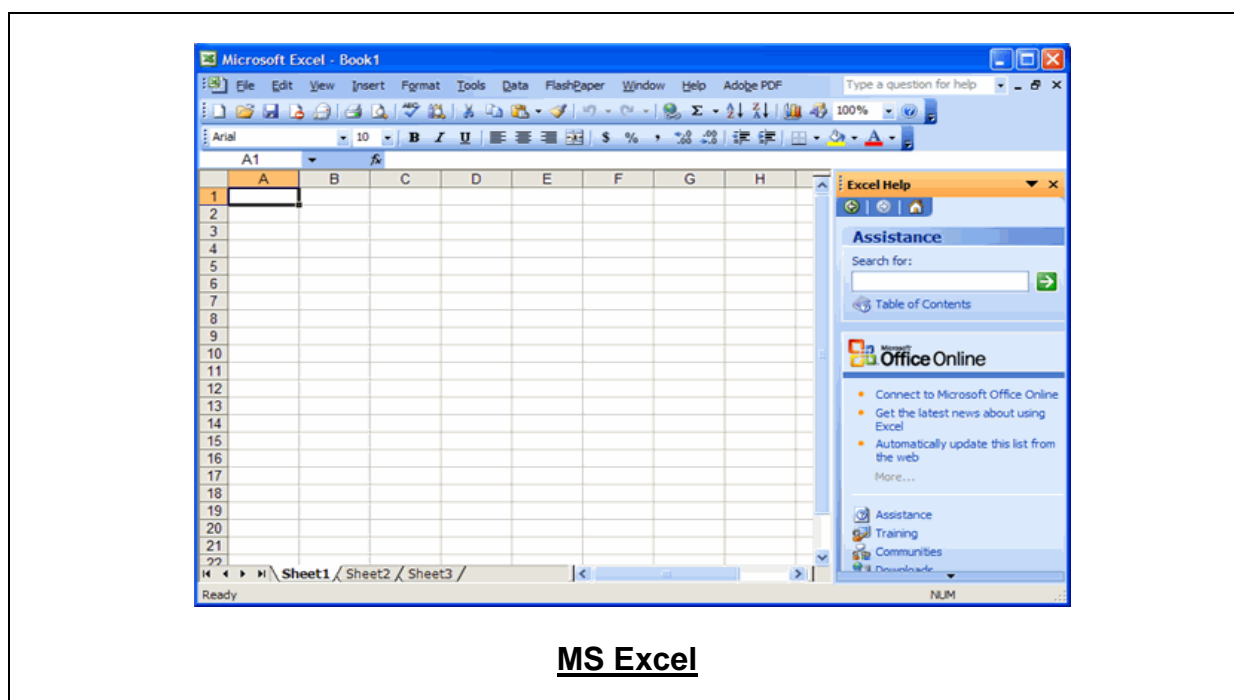 Microsoft Excel - Book1
File Edit View Insert Format Tools Data FlashPaper Window Help Adobe PDF Type a question for help
100%
Arial 10 B I U $ % , A
A1 fx
A B C D E F G H
1
2
3
4
5
6
7
8
9
10
11
12
13
14
15
16
17
18
19
20
21
22
Sheet1 Sheet2 Sheet3
Ready NUM
Excel Help
Assistance
Search for:
Table of Contents
Microsoft
Office Online
Connect to Microsoft Office Online
Get the latest news about using
Excel
Automatically update this list from
the web
More...
Assistance
Training
Communities
Downloads
MS Excel